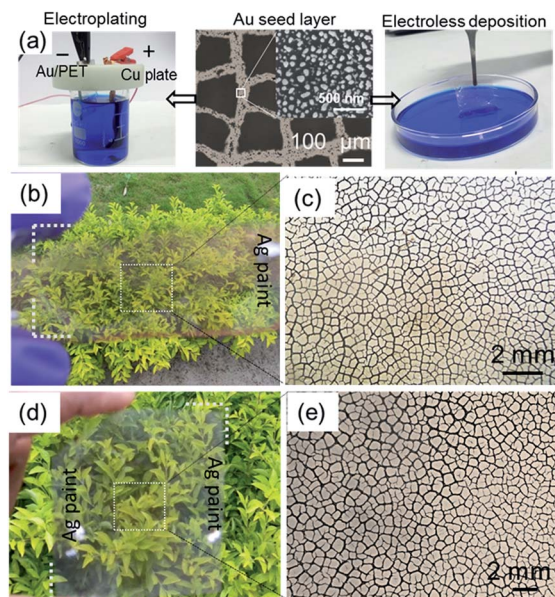 Electroplating
Au seed layer
Electroless deposition
(a)
− +
Au/PET
Cu plate
500 nm
100 µm
(b)
Ag paint
(c)
2 mm
(d)
Ag paint
Ag paint
(e)
2 mm